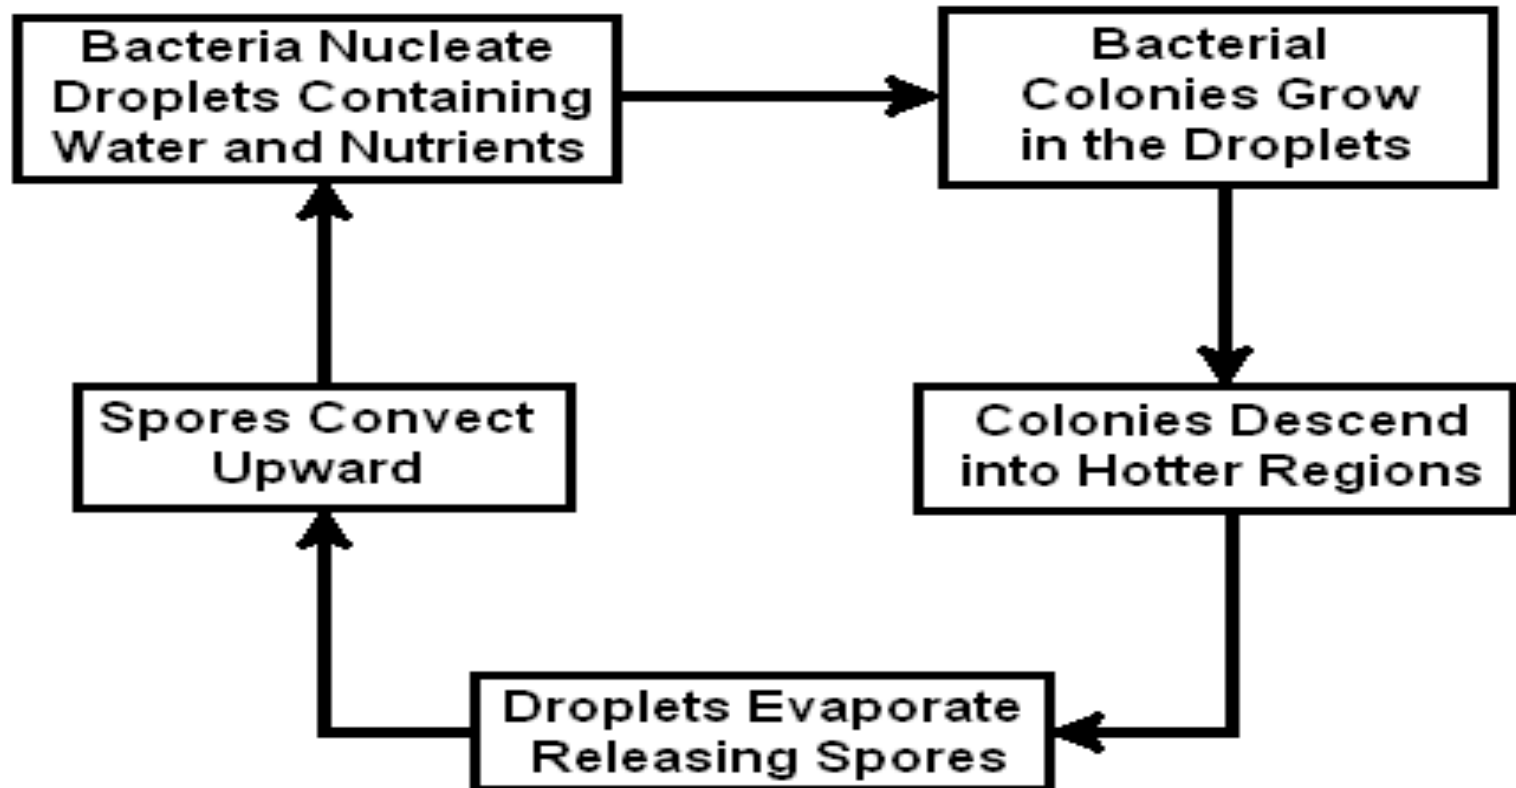 Bacteria Nucleate
Droplets Containing
Water and Nutrients
Bacterial
Colonies Grow
in the Droplets
Colonies Descend
into Hotter Regions
Droplets Evaporate
Releasing Spores
Spores Convect
Upward